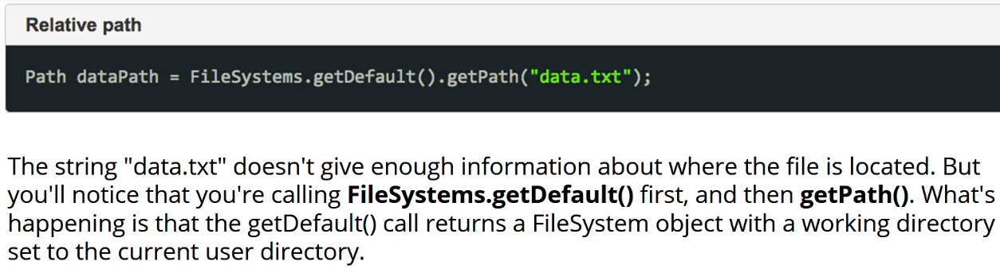 Relative path
Path dataPath = FileSystems.getDefault().getPath("data.txt");
The string "data.txt" doesn't give enough information about where the file is located. But
you'll notice that you're calling FileSystems.getDefault() first, and then getPath(). What's
happening is that the getDefault() call returns a FileSystem object with a working directory
set to the current user directory.